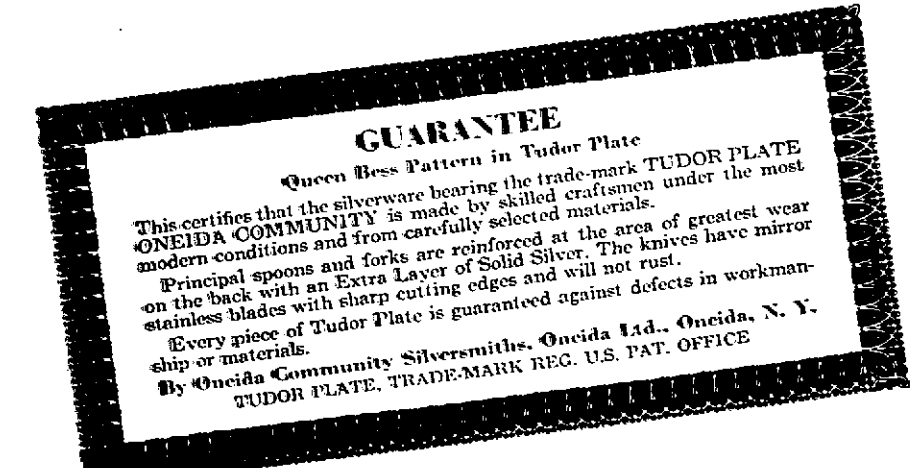 GUARANTEE
Queen Bess Pattern in Tudor Plate
This certifies that the silverware bearing the trade-mark TUDOR PLATE
ONEIDA COMMUNITY is made by skilled craftsmen under the most
modern conditions and from carefully selected materials.
Principal spoons and forks are reinforced at the area of greatest wear
on the back with an Extra Layer of Solid Silver. The knives have mirror
stainless blades with sharp cutting edges and will not rust.
Every piece of Tudor Plate is guaranteed against defects in workman-
ship or materials.
By Oneida Community Silversmiths, Oneida Ltd., Oneida, N. Y.
TUDOR PLATE, TRADE-MARK REG. U.S. PAT. OFFICE